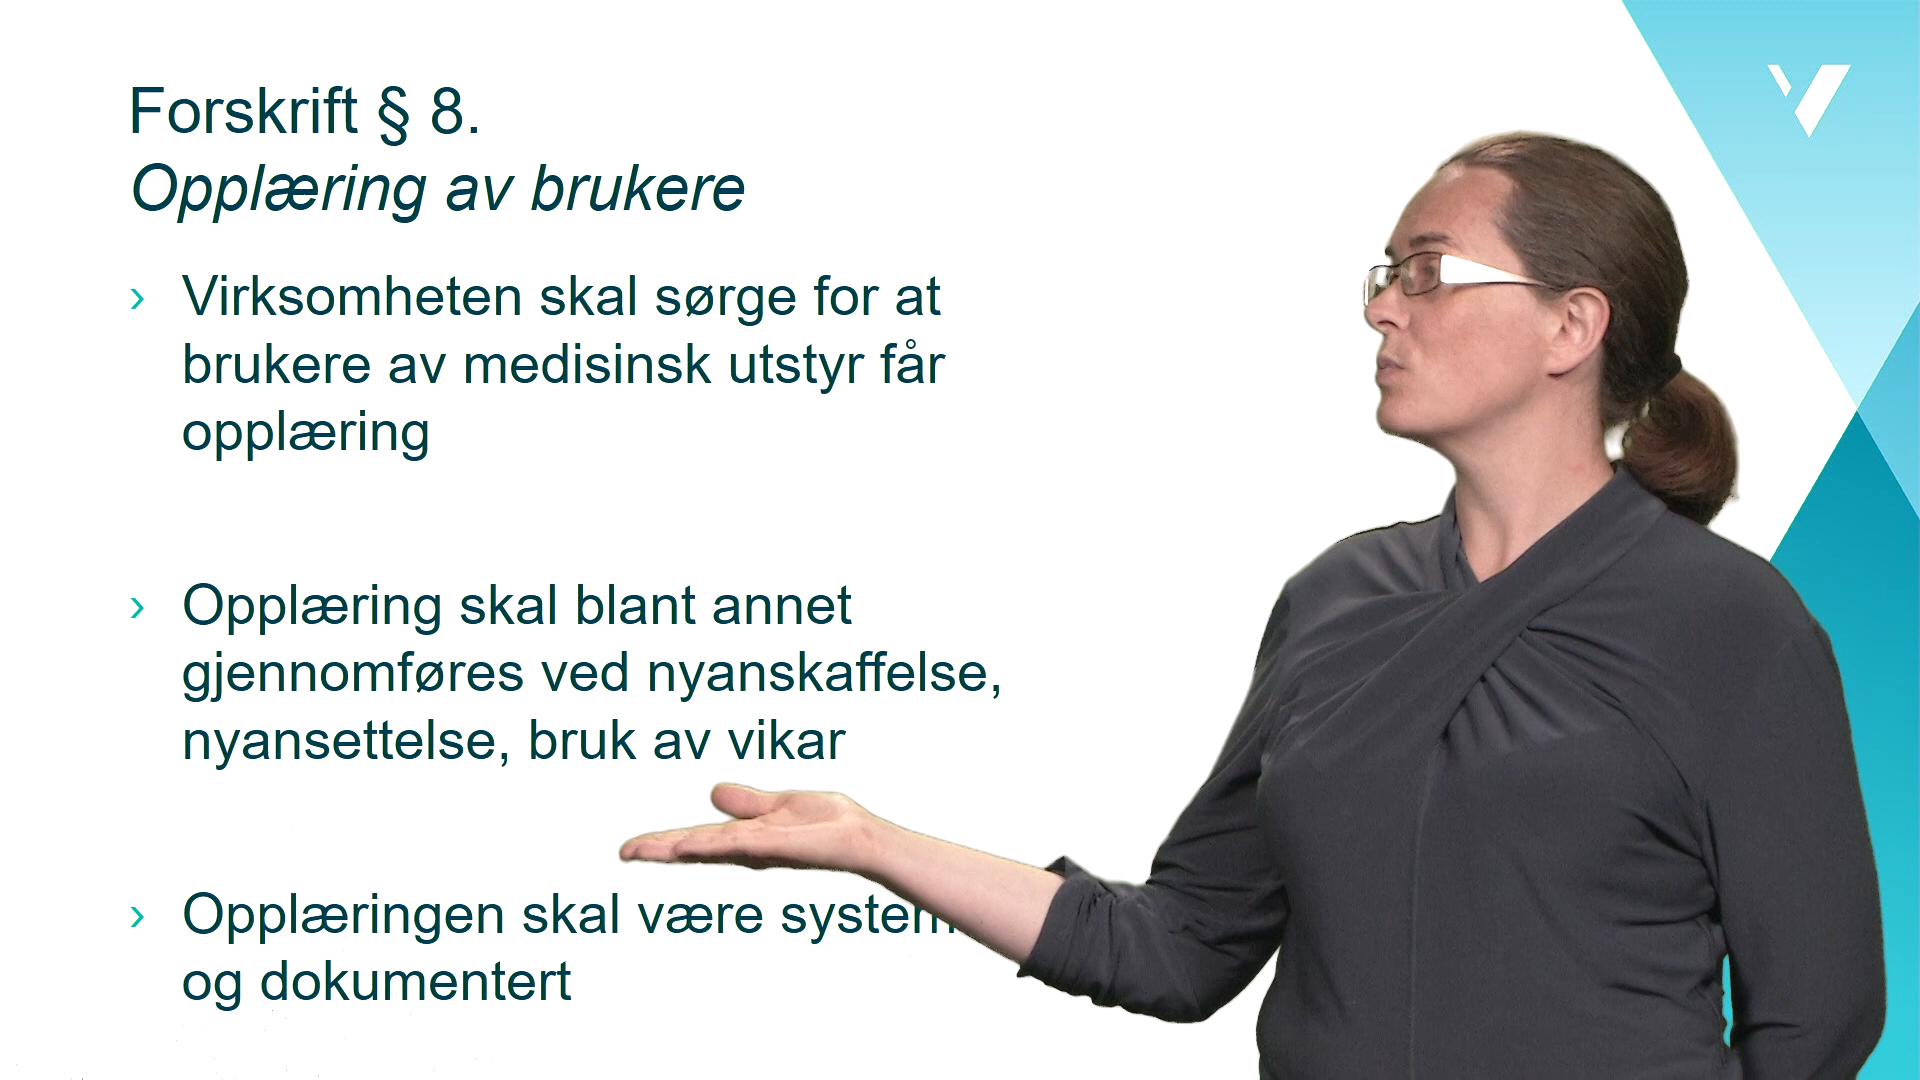 Forskrift § 8.
Opplæring av brukere
› Virksomheten skal sørge for at
brukere av medisinsk utstyr får
opplæring
› Opplæring skal blant annet
gjennomføres ved nyanskaffelse,
nyansettelse, bruk av vikar
› Opplæringen skal være
og dokumentert